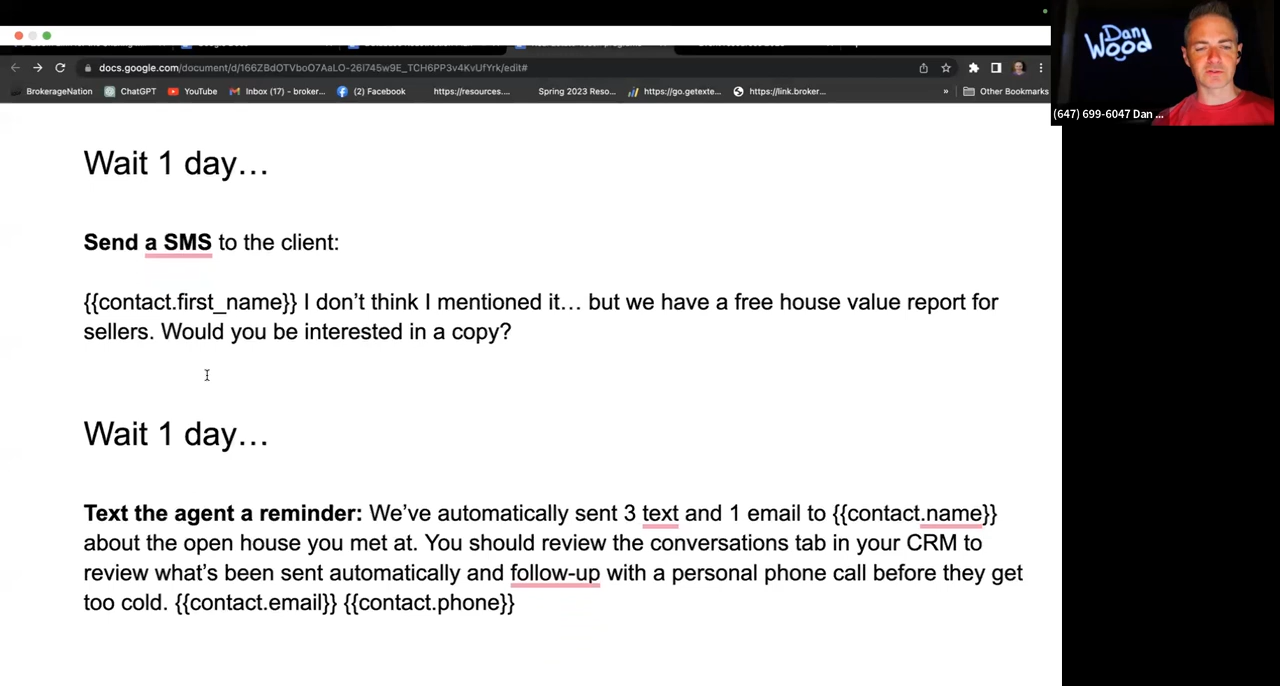 Dan
Wood
(647) 699-6047 Dan ...
docs.google.com/document/d/166ZBdOTVboO7AaLO-26I745w9E_TCH6PP3v4KvUfYrk/edit#
BrokerageNation
ChatGPT
YouTube
Inbox (17) - broker...
(2) Facebook
https://resources....
Spring 2023 Reso...
https://go.getextе...
https://link.broker...
»
Other Bookmarks
Wait 1 day…
Send a SMS to the client:
{{contact.first_name}} I don’t think I mentioned it… but we have a free house value report for
sellers. Would you be interested in a copy?
Wait 1 day…
Text the agent a reminder: We’ve automatically sent 3 text and 1 email to {{contact.name}}
about the open house you met at. You should review the conversations tab in your CRM to
review what’s been sent automatically and follow-up with a personal phone call before they get
too cold. {{contact.email}} {{contact.phone}}